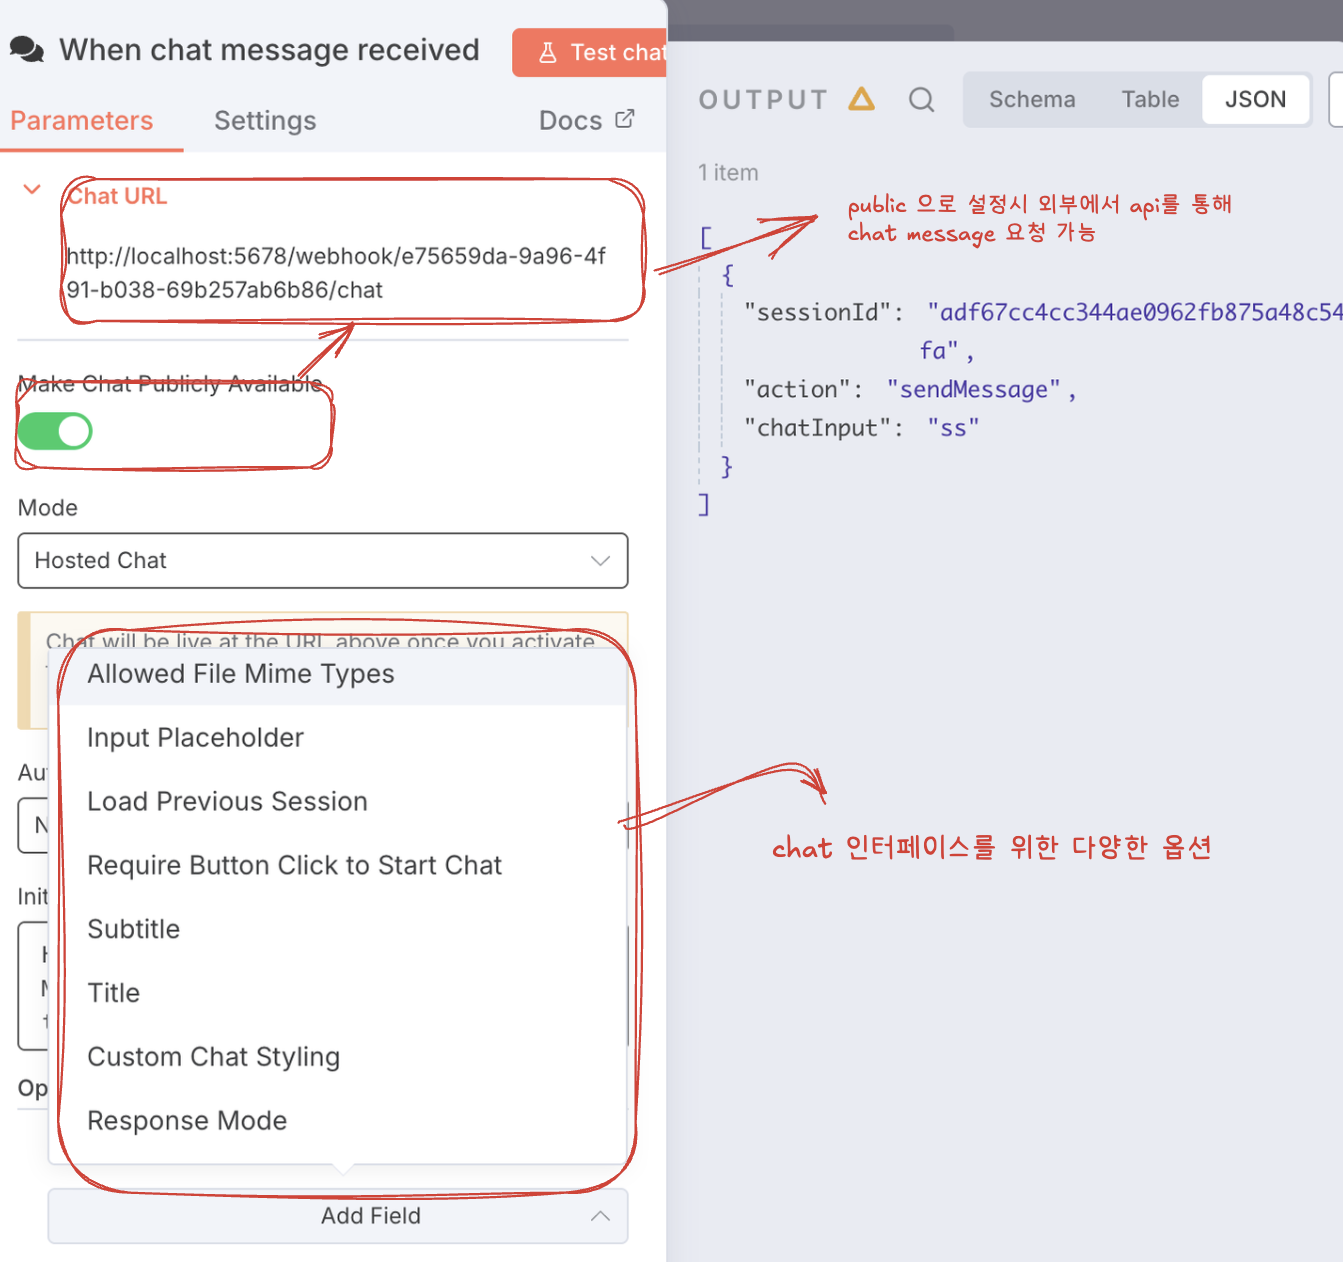 When chat message received
Test chat
Parameters
Settings
Docs
Chat URL
http://localhost:5678/webhook/e75659da-9a96-4f
91-b038-69b257ab6b86/chat
Make Chat Publicly Available
Mode
Hosted Chat
Chat will be live at the URL above once you activate
Allowed File Mime Types
Input Placeholder
Load Previous Session
Require Button Click to Start Chat
Subtitle
Title
Custom Chat Styling
Response Mode
Add Field
OUTPUT
Schema
Table
JSON
1 item
public 으로 설정시 외부에서 api를 통해
chat message 요청 가능
[
{
"sessionId": "adf67cc4cc344ae0962fb875a48c54
fa",
"action": "sendMessage",
"chatInput": "ss"
}
]
chat 인터페이스를 위한 다양한 옵션